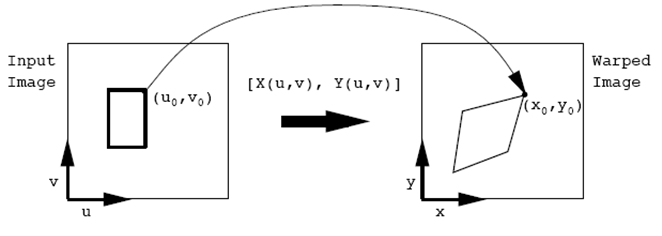 Input
Image
(u0,v0)
v
u
[X(u,v), Y(u,v)]
Warped
Image
(x0,y0)
y
x